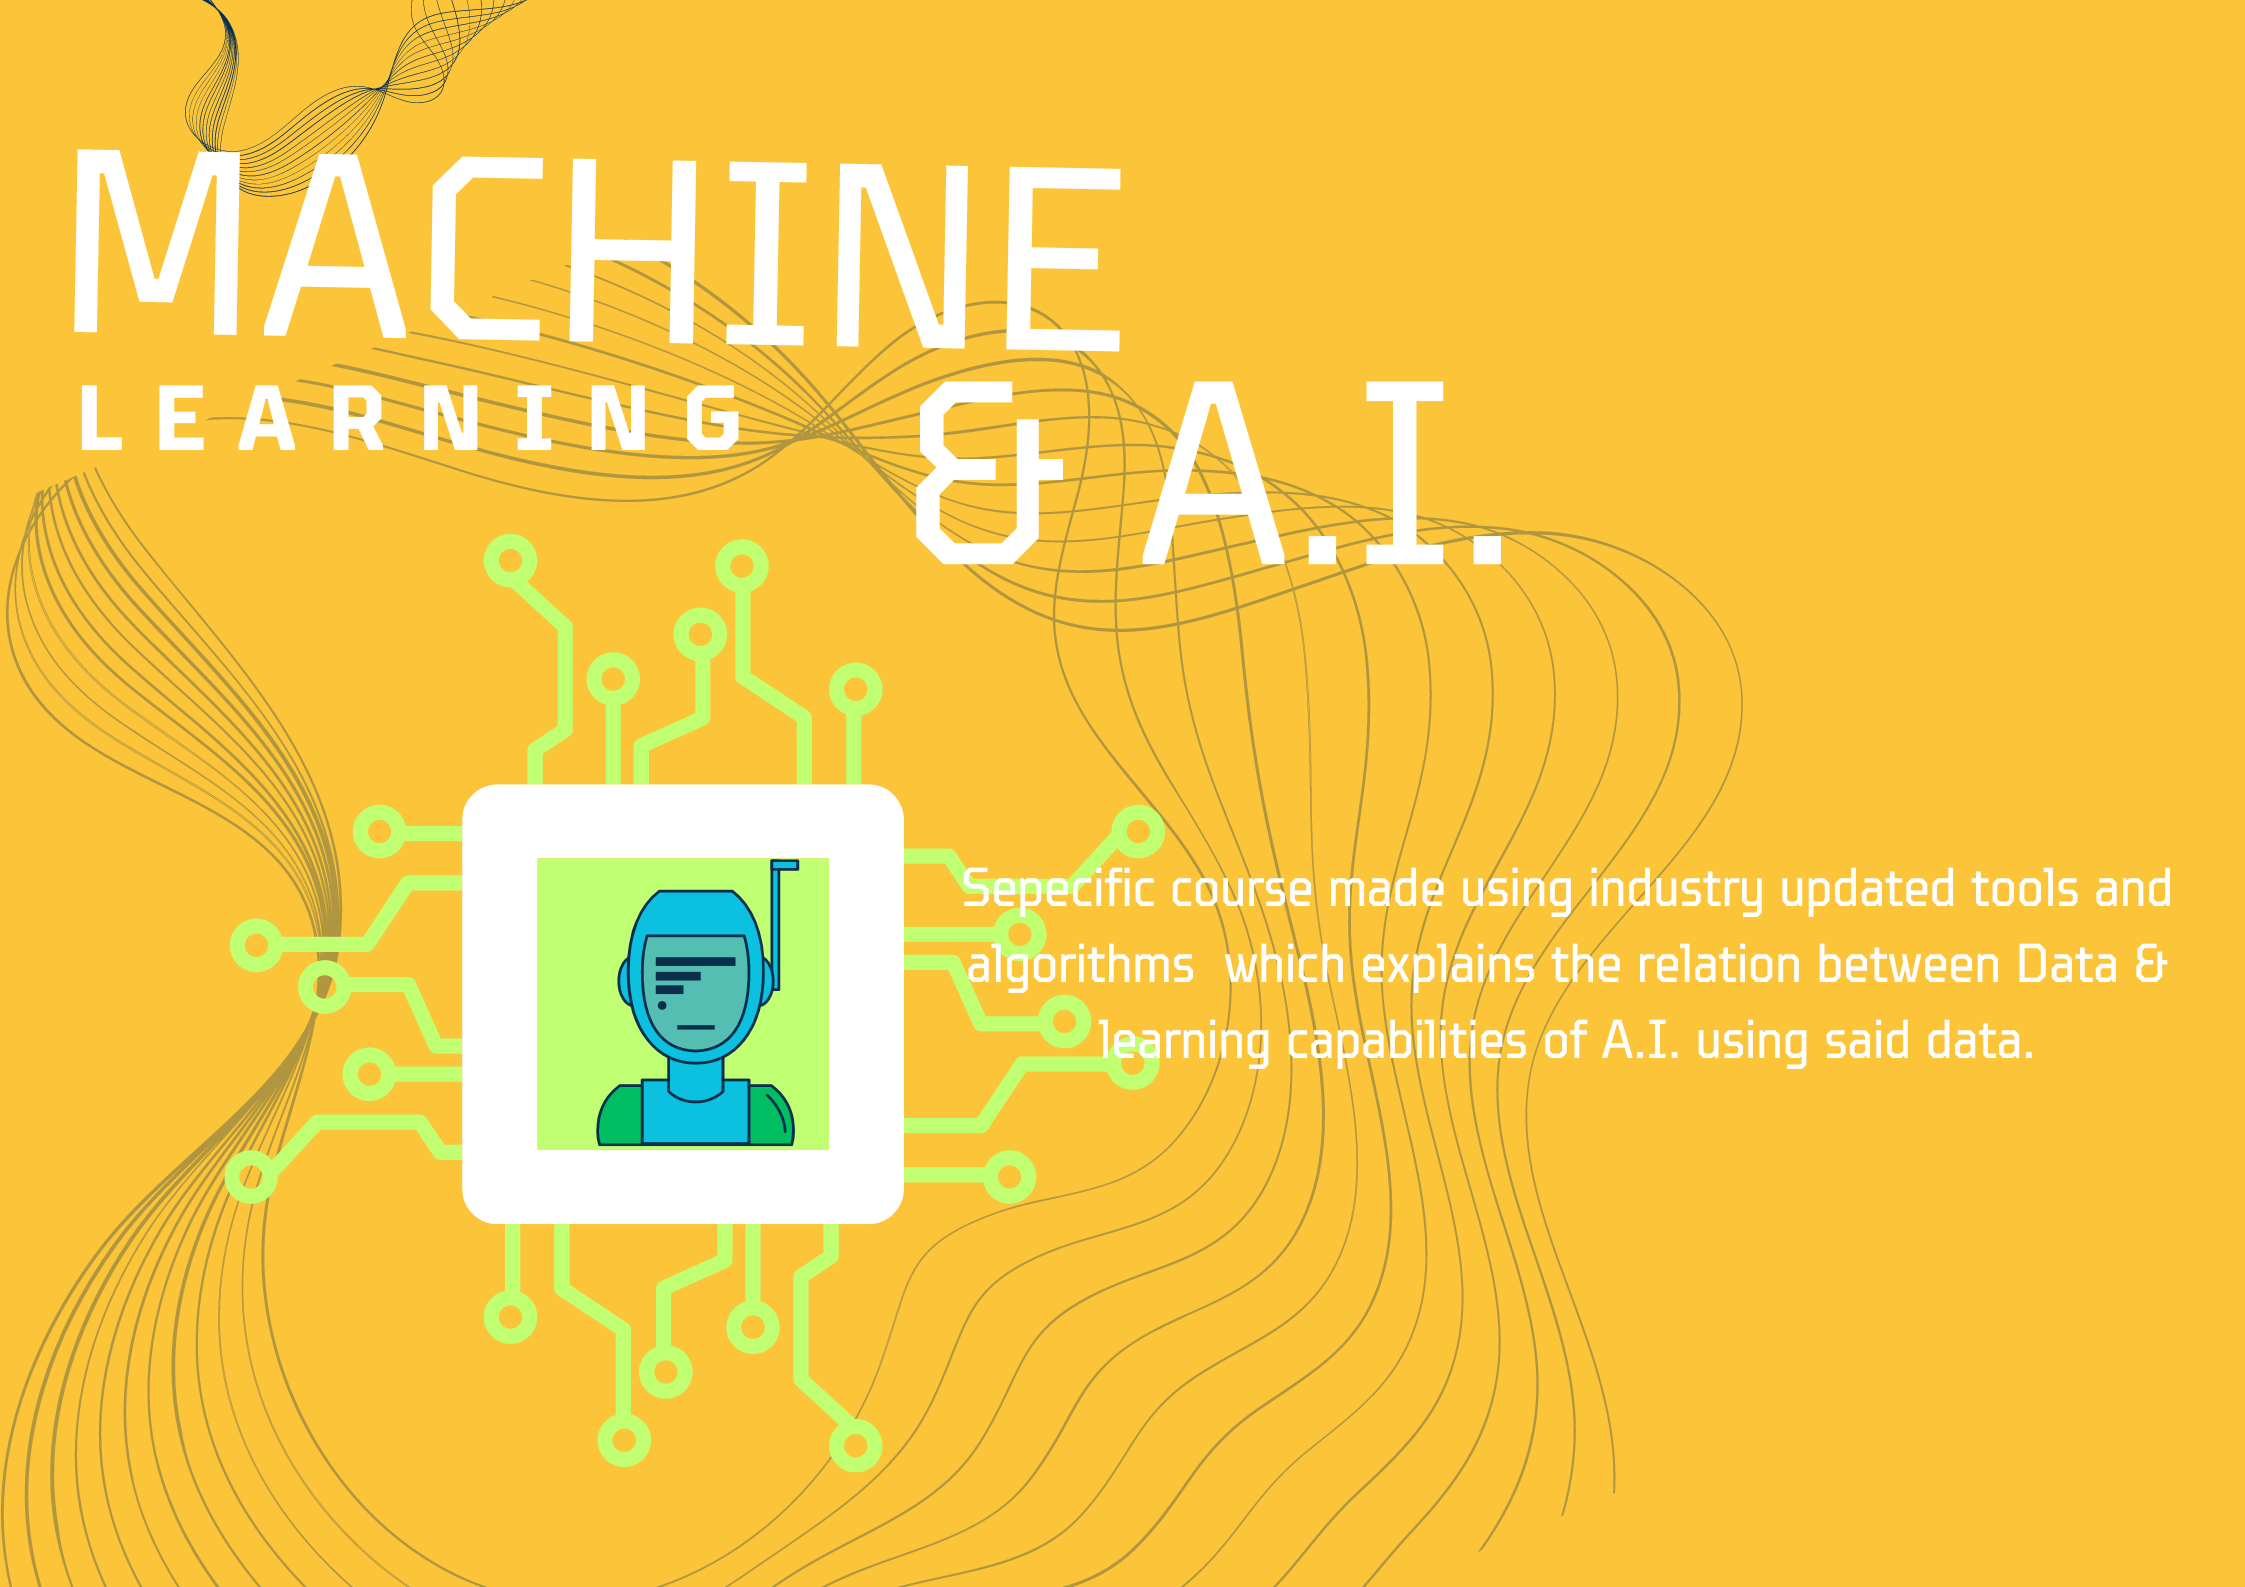 MACHINE
LEARNING
& A.I.
Sepecific course made using industry updated tools and
algorithms  which explains the relation between Data &
learning capabilities of A.I. using said data.